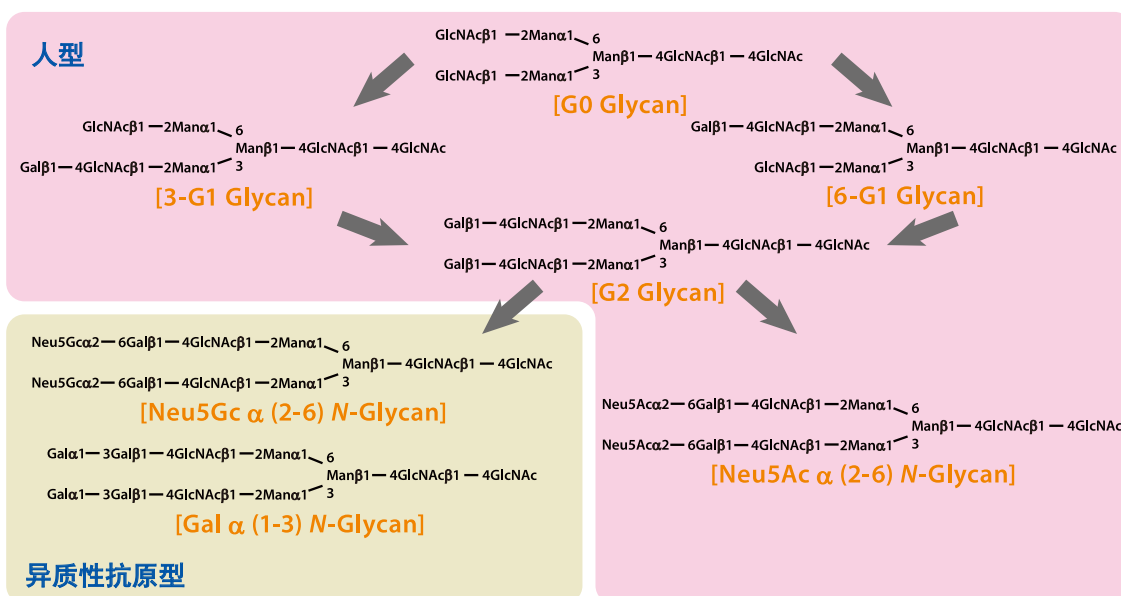 人型
GlcNAcβ1 — 2Manα1
6
Manβ1 — 4GlcNAcβ1 — 4GlcNAc
GlcNAcβ1 — 2Manα1
3
[G0 Glycan]
GlcNAcβ1 — 2Manα1
6
Manβ1 — 4GlcNAcβ1 — 4GlcNAc
Galβ1 — 4GlcNAcβ1 — 2Manα1
3
[3-G1 Glycan]
Galβ1 — 4GlcNAcβ1 — 2Manα1
6
Manβ1 — 4GlcNAcβ1 — 4GlcNAc
GlcNAcβ1 — 2Manα1
3
[6-G1 Glycan]
Galβ1 — 4GlcNAcβ1 — 2Manα1
6
Manβ1 — 4GlcNAcβ1 — 4GlcNAc
Galβ1 — 4GlcNAcβ1 — 2Manα1
3
[G2 Glycan]
Neu5Gcα2 — 6Galβ1 — 4GlcNAcβ1 — 2Manα1
6
Manβ1 — 4GlcNAcβ1 — 4GlcNAc
Neu5Gcα2 — 6Galβ1 — 4GlcNAcβ1 — 2Manα1
3
[Neu5Gc α (2-6) N-Glycan]
Galα1 — 3Galβ1 — 4GlcNAcβ1 — 2Manα1
6
Manβ1 — 4GlcNAcβ1 — 4GlcNAc
Galα1 — 3Galβ1 — 4GlcNAcβ1 — 2Manα1
3
[Gal α (1-3) N-Glycan]
异质性抗原型
Neu5Acα2 — 6Galβ1 — 4GlcNAcβ1 — 2Manα1
6
Manβ1 — 4GlcNAcβ1 — 4GlcNAc
Neu5Acα2 — 6Galβ1 — 4GlcNAcβ1 — 2Manα1
3
[Neu5Ac α (2-6) N-Glycan]